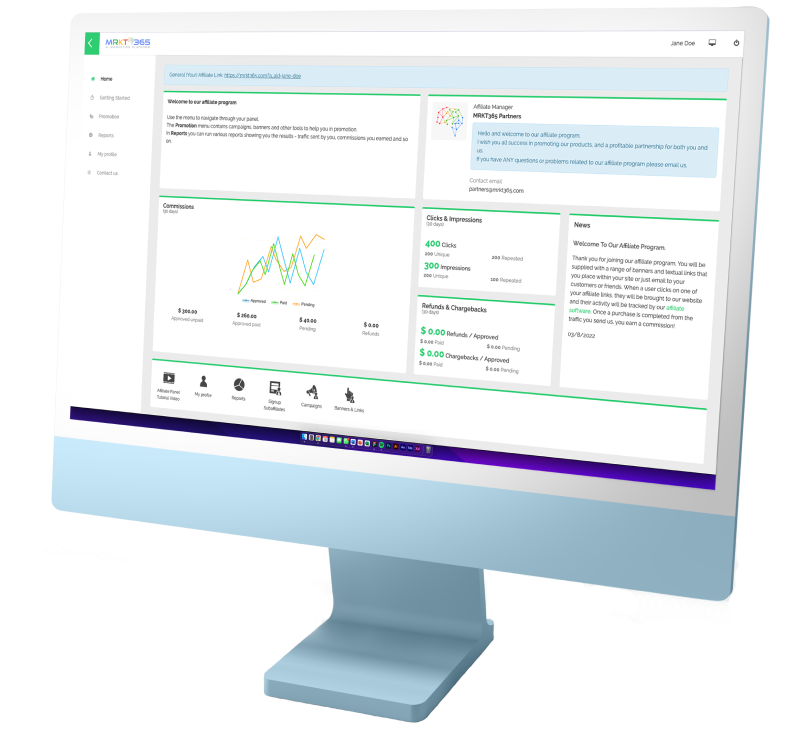 MRKT365
Jane Doe
Home
Getting Started
Promotion
Reports
My profile
Contact us
General (Your) Affiliate Link
Welcome to our affiliate program
Use the menu to navigate through your panel.
The Promotion menu contains campaigns, banners and other tools to help you in promotion.
In Reports you can run various reports showing you the results - traffic sent by you, commissions you earned and so
on.
Affiliate Manager
MRKT365 Partners
Hello and welcome to our affiliate program.
I wish you all success in promoting our products, and a profitable partnership for both you and
us.
If you have ANY questions or problems related to our affiliate program please email us.
Contact email
partners@mrkt365.com
Commissions
(30 days)
Approved
Paid
Pending
$ 300.00
Approved unpaid
$ 260.00
Approved paid
$ 40.00
Pending
$ 0.00
Refunds
Clicks & Impressions
(30 days)
400 Clicks
200 Unique
200 Repeated
300 Impressions
200 Unique
100 Repeated
Refunds & Chargebacks
(30 days)
$ 0.00 Refunds / Approved
$ 0.00 Paid
$ 0.00 Pending
$ 0.00 Chargebacks / Approved
$ 0.00 Paid
$ 0.00 Pending
News
Welcome To Our Affiliate Program.
Thank you for joining our affiliate program. You will be
supplied with a range of banners and textual links that
you place within your site or just email to your
customers or friends. When a user clicks on one of
your affiliate links, they will be brought to our website
and their activity will be tracked by our affiliate
software. Once a purchase is completed from the
traffic you send us, you earn a commission!
03/8/2022
Affiliate Panel
Tutorial Video
My profile
Reports
Signup
Subaffiliates
Campaigns
Banners & Links